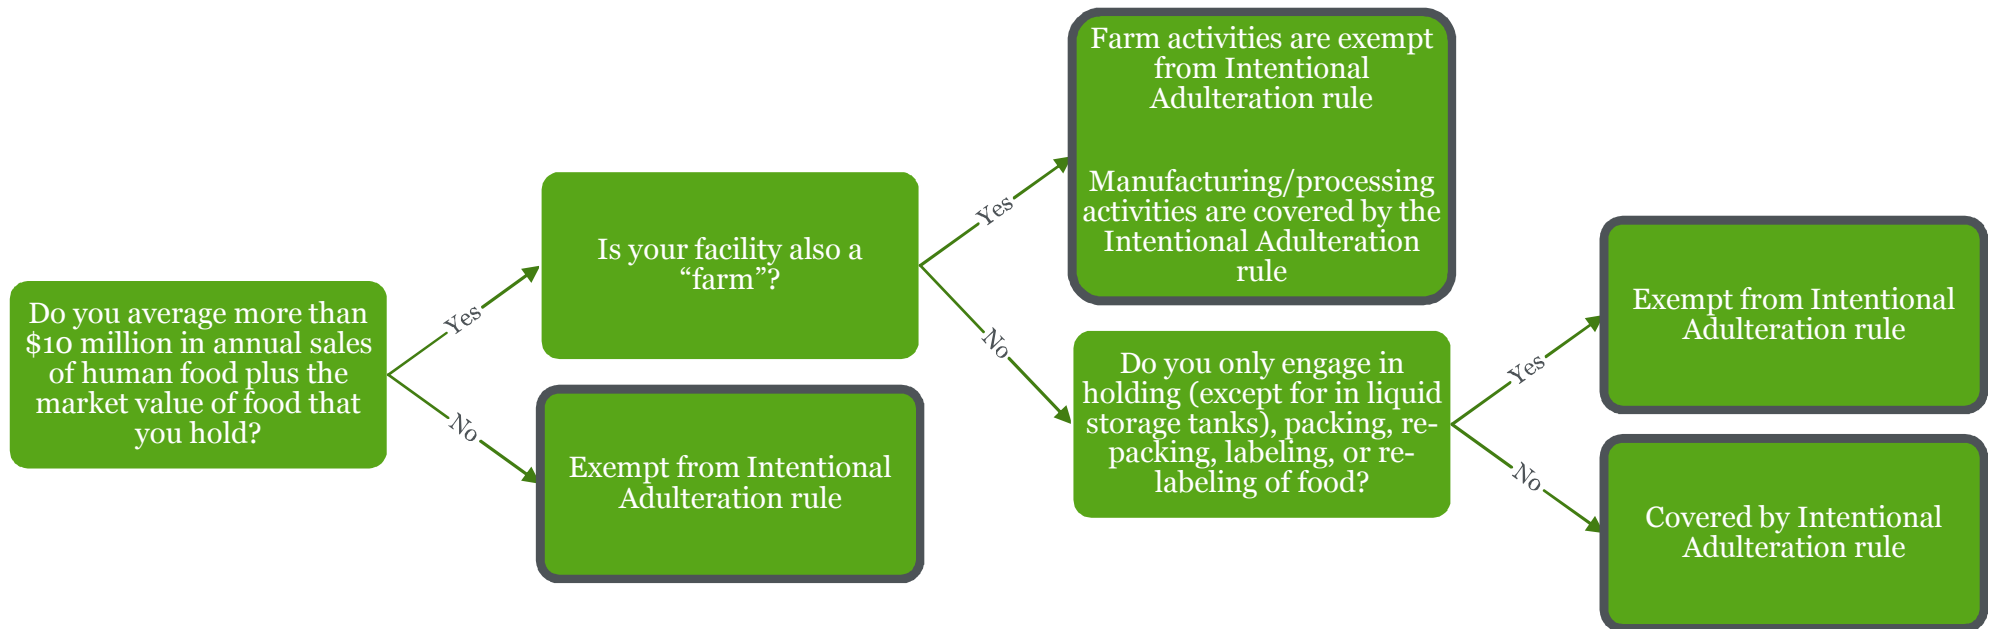 Do you average more than
$10 million in annual sales
of human food plus the
market value of food that
you hold?
Yes
No
Is your facility also a
“farm”?
Exempt from Intentional
Adulteration rule
Yes
No
Farm activities are exempt
from Intentional
Adulteration rule
Manufacturing/processing
activities are covered by the
Intentional Adulteration
rule
Do you only engage in
holding (except for in liquid
storage tanks), packing, re-
packing, labeling, or re-
labeling of food?
Yes
No
Exempt from Intentional
Adulteration rule
Covered by Intentional
Adulteration rule